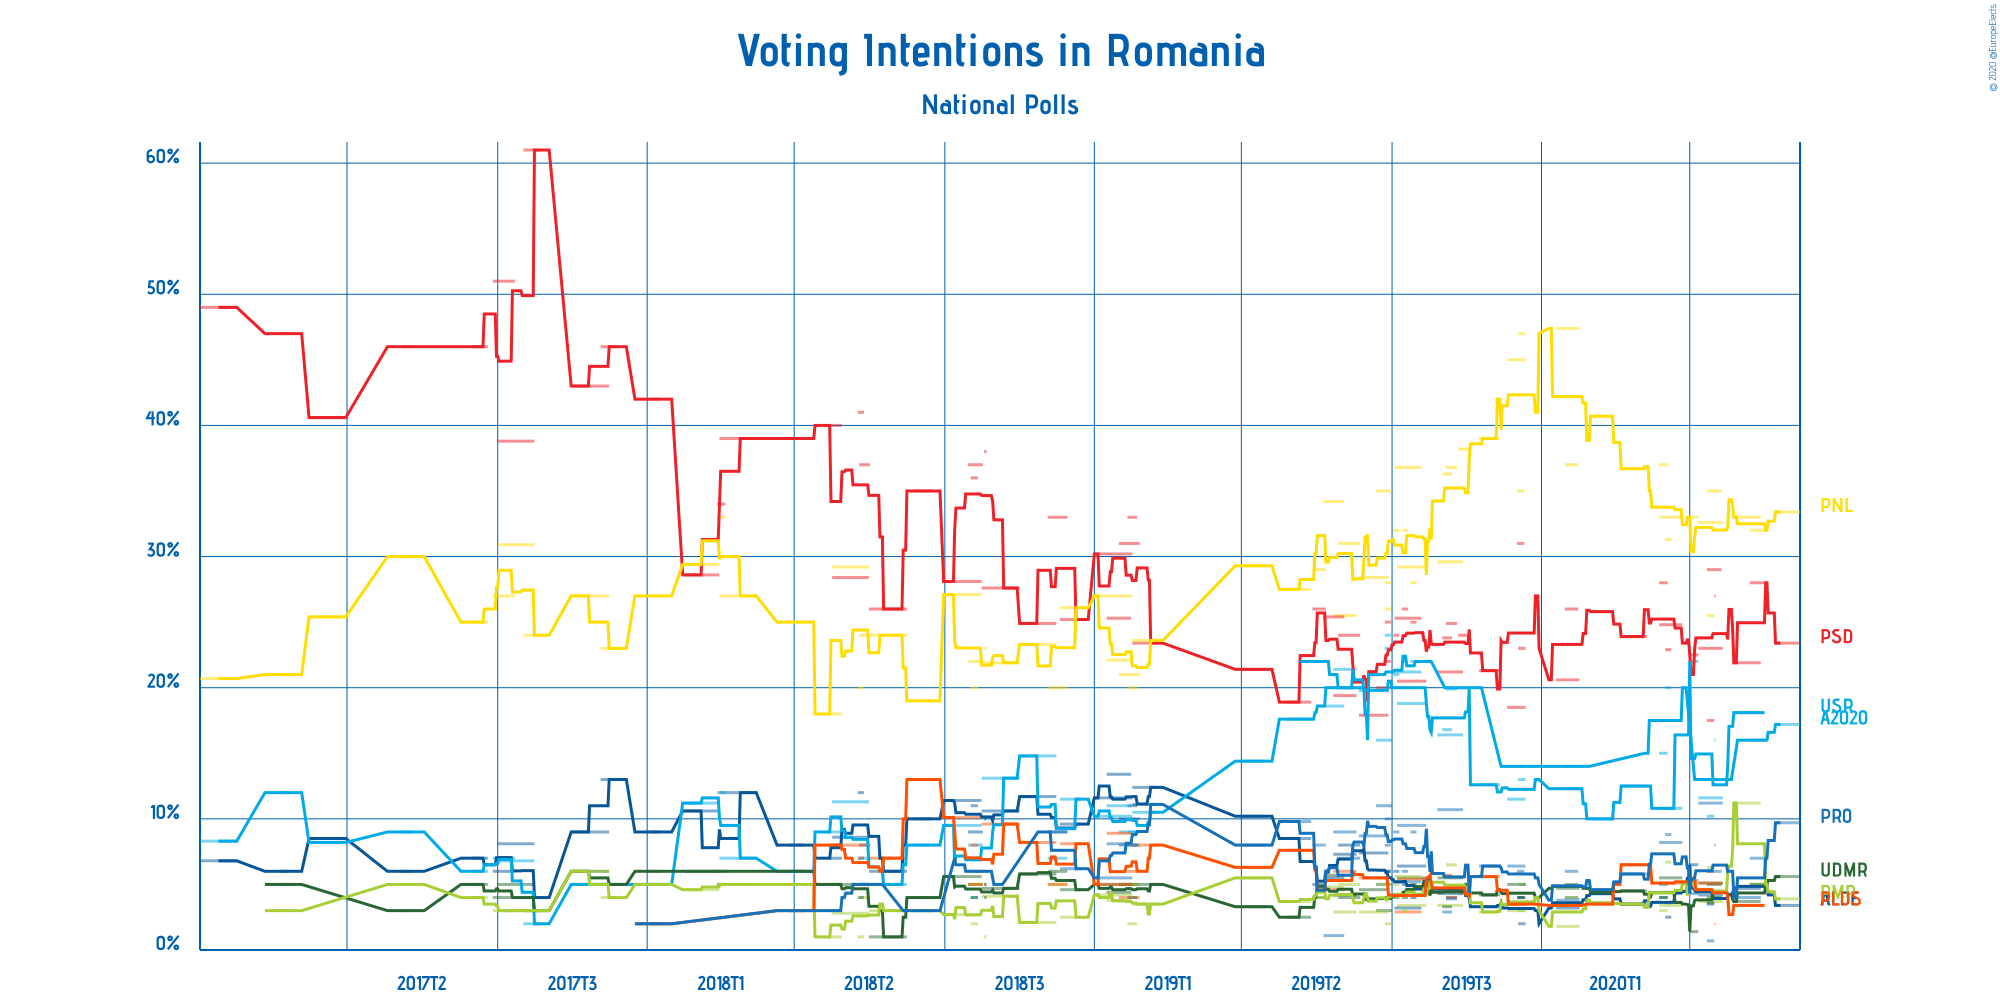 © 2020 @EuropeElects
Voting Intentions in Romania
National Polls
60%
50%
40%
30%
20%
10%
0%
PNL
PSD
USR
A2020
PRO
UDMR
PMP
PLUS
2017T2
2017T3
2018T1
2018T2
2018T3
2019T1
2019T2
2019T3
2020T1